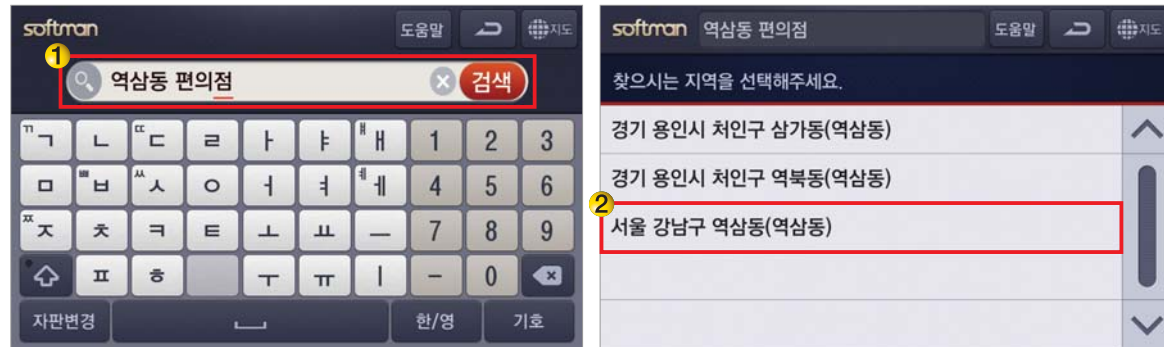 softman 도움말 지도
1
역삼동 편의점 검색
ㄲ ㄱ ㄴ ㄸ ㄷ ㄹ ㅏ ㅑ ㅒ ㅐ 1 2 3
ㅁ ㅃ ㅂ ㅆ ㅅ ㅇ ㅓ ㅕ ㅖ ㅔ 4 5 6
ㅉ ㅈ ㅊ ㅋ ㅌ ㅗ ㅛ ㅡ 7 8 9
ㅍ ㅎ ㅜ ㅠ ㅣ - 0
자판변경 한/영 기호
softman 역삼동 편의점 도움말 지도
찾으시는 지역을 선택해주세요.
경기 용인시 처인구 삼가동(역삼동)
경기 용인시 처인구 역북동(역삼동)
2
서울 강남구 역삼동(역삼동)